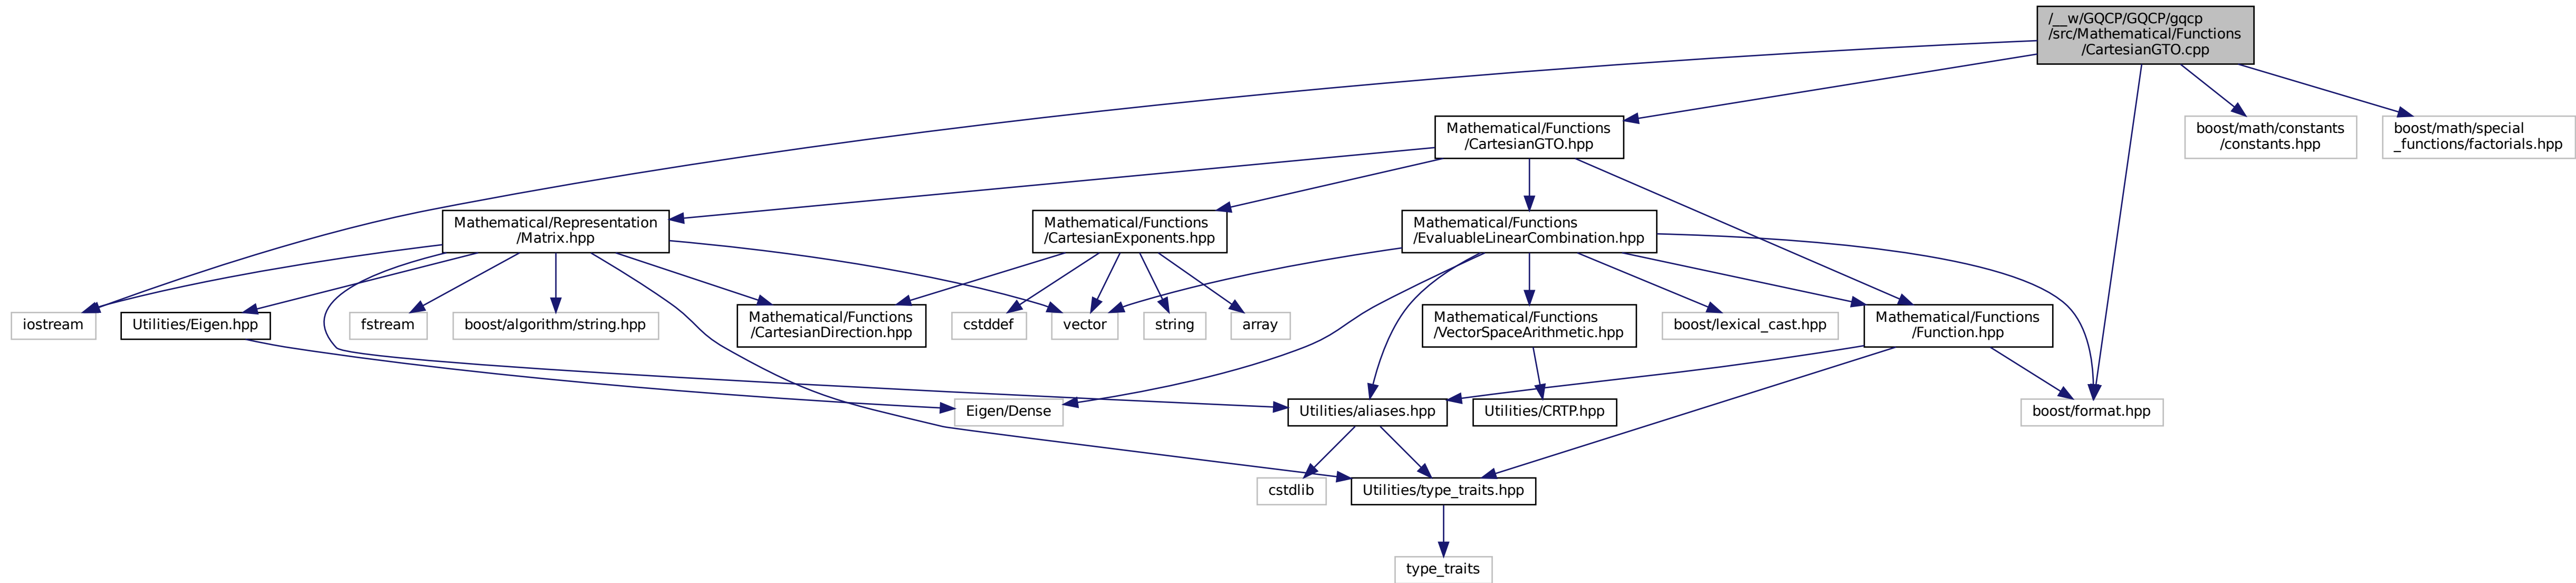 /__w/GQCP/GQCP/gqcp
/src/Mathematical/Functions
/CartesianGTO.cpp
Mathematical/Functions
/CartesianGTO.hpp
boost/math/constants
/constants.hpp
boost/math/special
_functions/factorials.hpp
Mathematical/Representation
/Matrix.hpp
Mathematical/Functions
/CartesianExponents.hpp
Mathematical/Functions
/EvaluableLinearCombination.hpp
iostream
Utilities/Eigen.hpp
fstream
boost/algorithm/string.hpp
Mathematical/Functions
/CartesianDirection.hpp
cstddef
vector
string
array
Mathematical/Functions
/VectorSpaceArithmetic.hpp
boost/lexical_cast.hpp
Mathematical/Functions
/Function.hpp
Eigen/Dense
Utilities/aliases.hpp
Utilities/CRTP.hpp
boost/format.hpp
cstdlib
Utilities/type_traits.hpp
type_traits